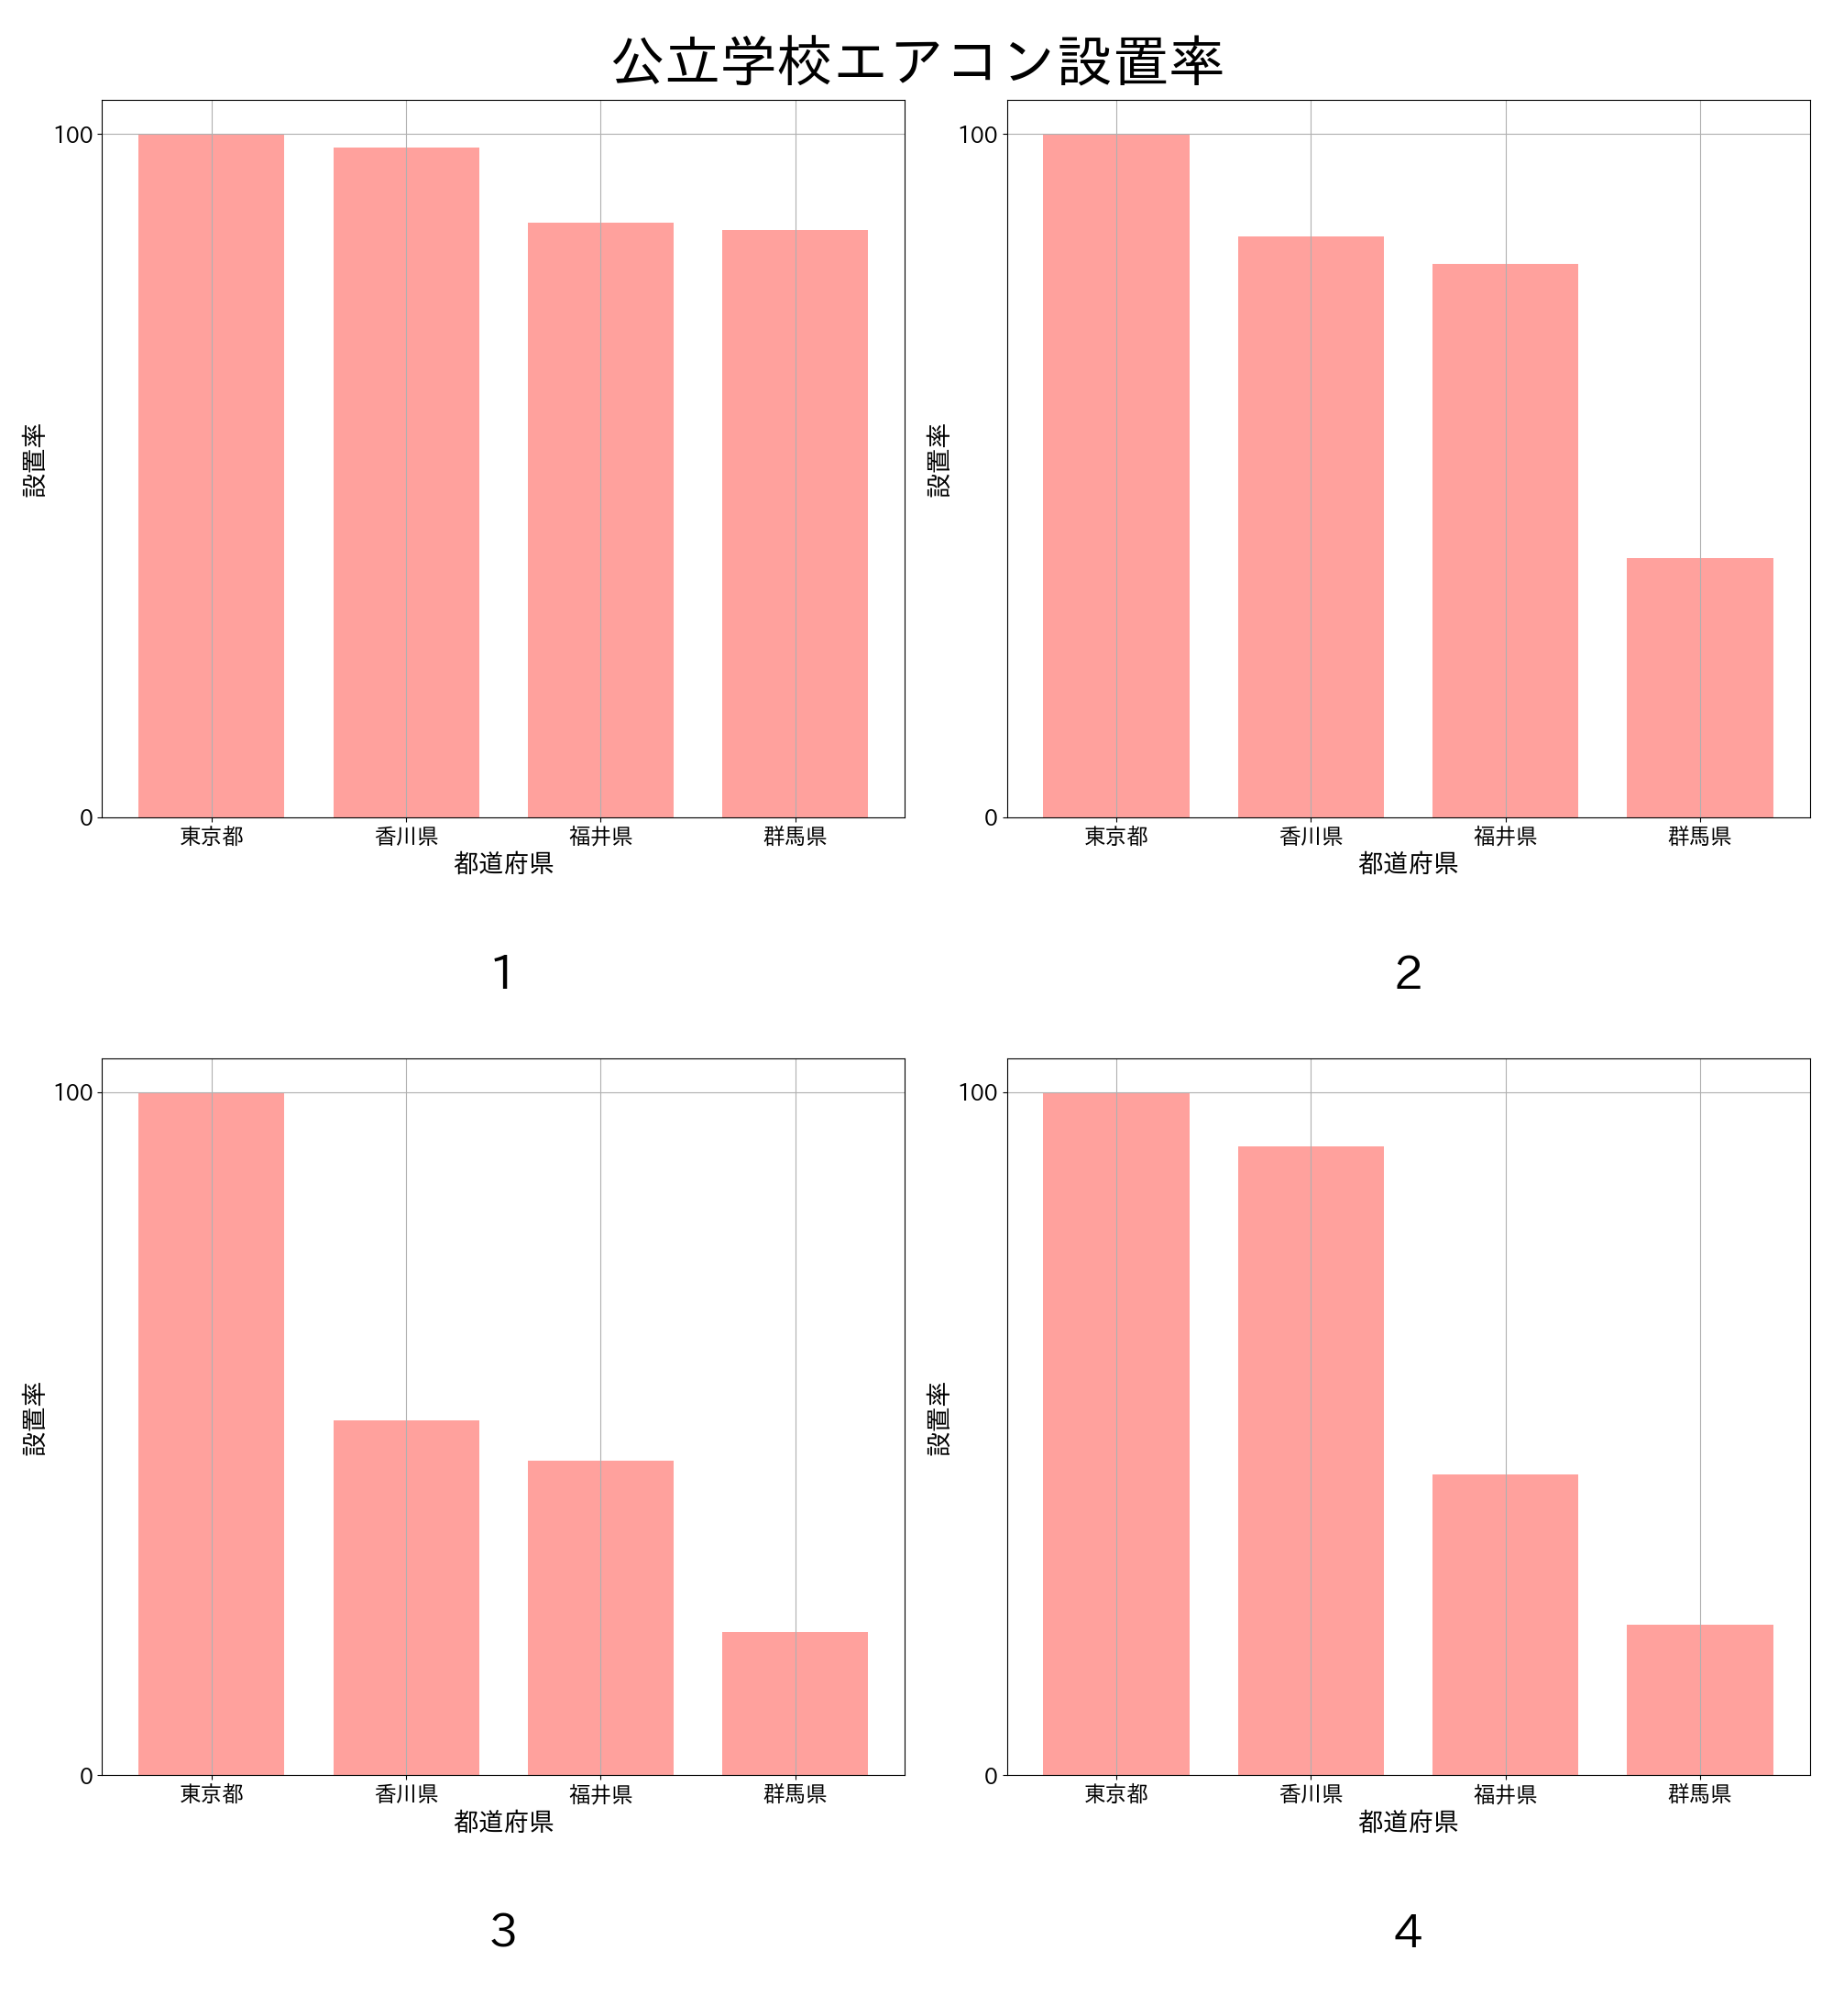 公立学校エアコン設置率
100
設置率
0
東京都 香川県 福井県 群馬県
都道府県
1
100
設置率
0
東京都 香川県 福井県 群馬県
都道府県
2
100
設置率
0
東京都 香川県 福井県 群馬県
都道府県
3
100
設置率
0
東京都 香川県 福井県 群馬県
都道府県
4